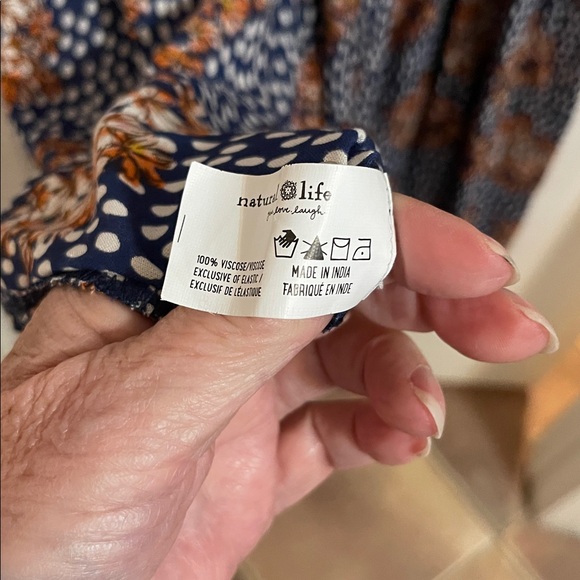 natural life
live.love.laugh.
MADE IN INDIA
FABRIQUÉ EN INDE
100% VISCOSE/VISCOSE
EXCLUSIVE OF ELASTIC /
EXCLUSIF DE L'ÉLASTIQUE